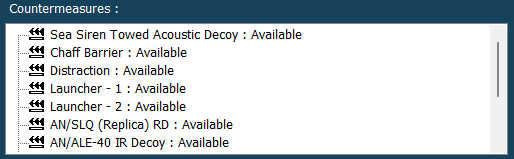 Countermeasures :
Sea Siren Towed Acoustic Decoy : Available
Chaff Barrier : Available
Distraction : Available
Launcher - 1 : Available
Launcher - 2 : Available
AN/SLQ (Replica) RD : Available
AN/ALE-40 IR Decoy : Available